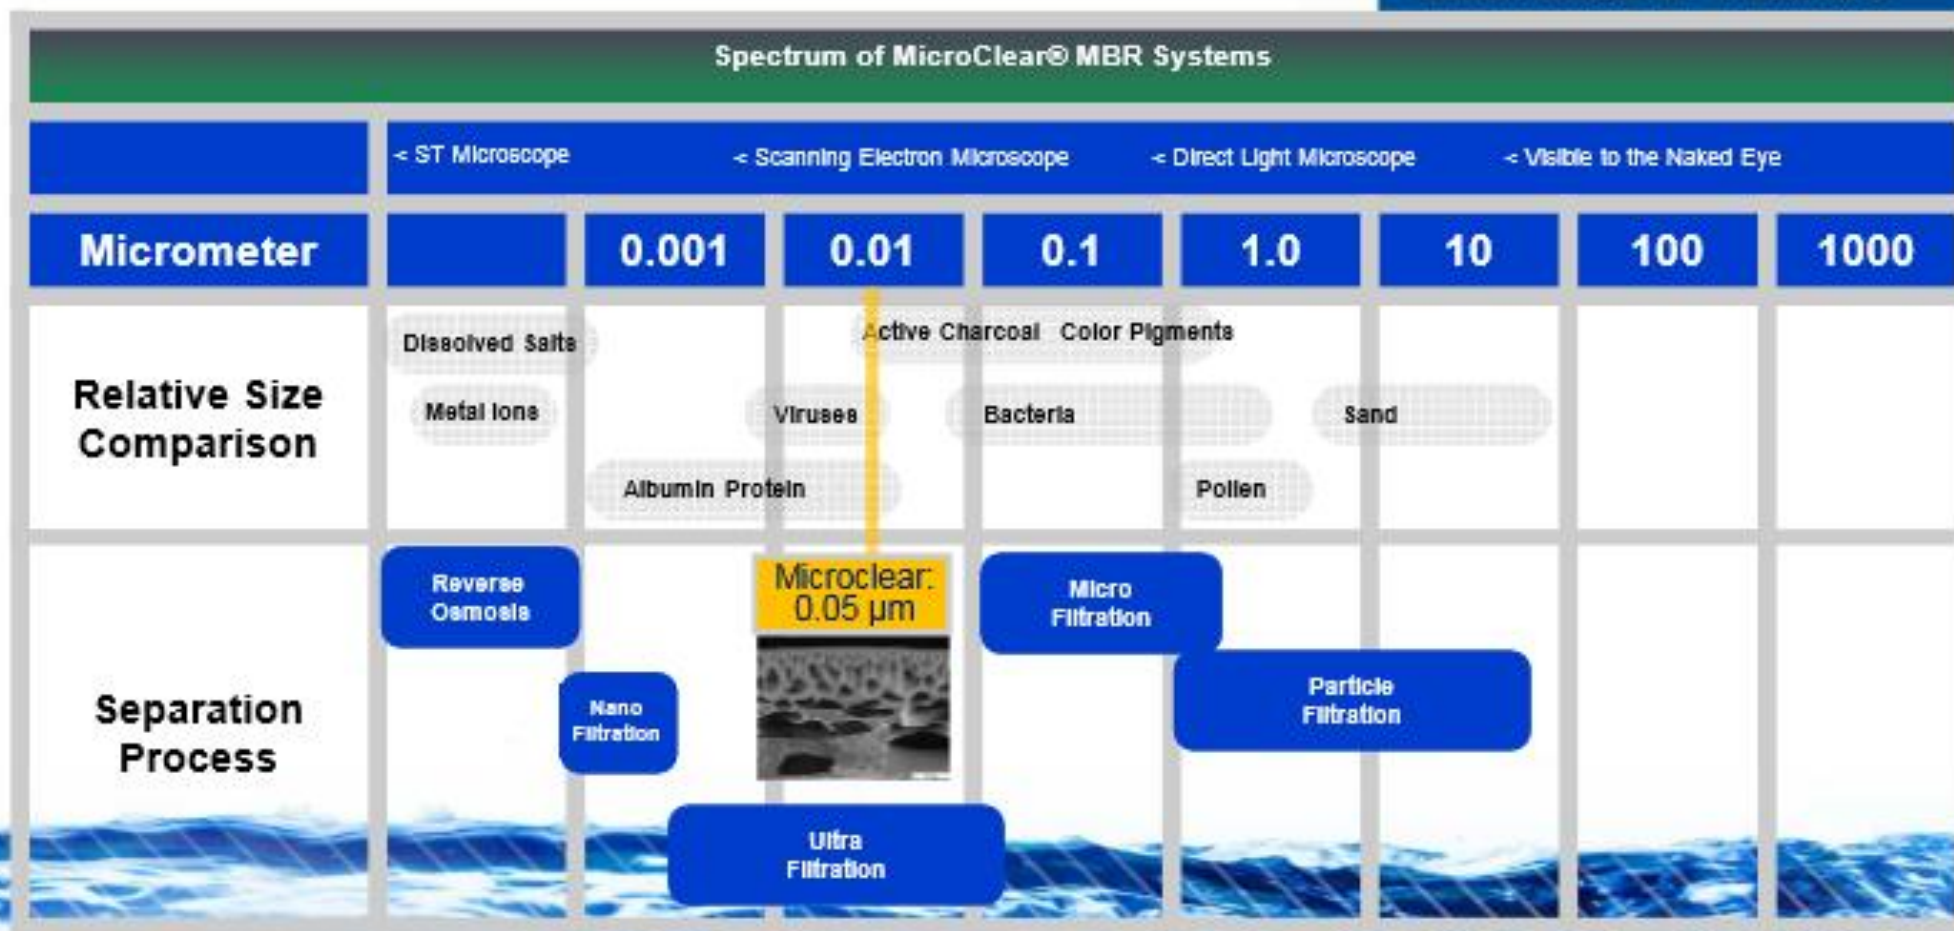 Spectrum of MicroClear® MBR Systems
< ST Microscope < Scanning Electron Microscope < Direct Light Microscope < Visible to the Naked Eye
Micrometer 0.001 0.01 0.1 1.0 10 100 1000
Relative Size
Comparison
Dissolved Salts Active Charcoal Color Pigments
Metal Ions Viruses Bacteria Sand
Albumin Protein Pollen
Separation
Process
Reverse
Osmosis
Nano
Filtration
Microclear:
0.05 µm
Ultra
Filtration
Micro
Filtration
Particle
Filtration